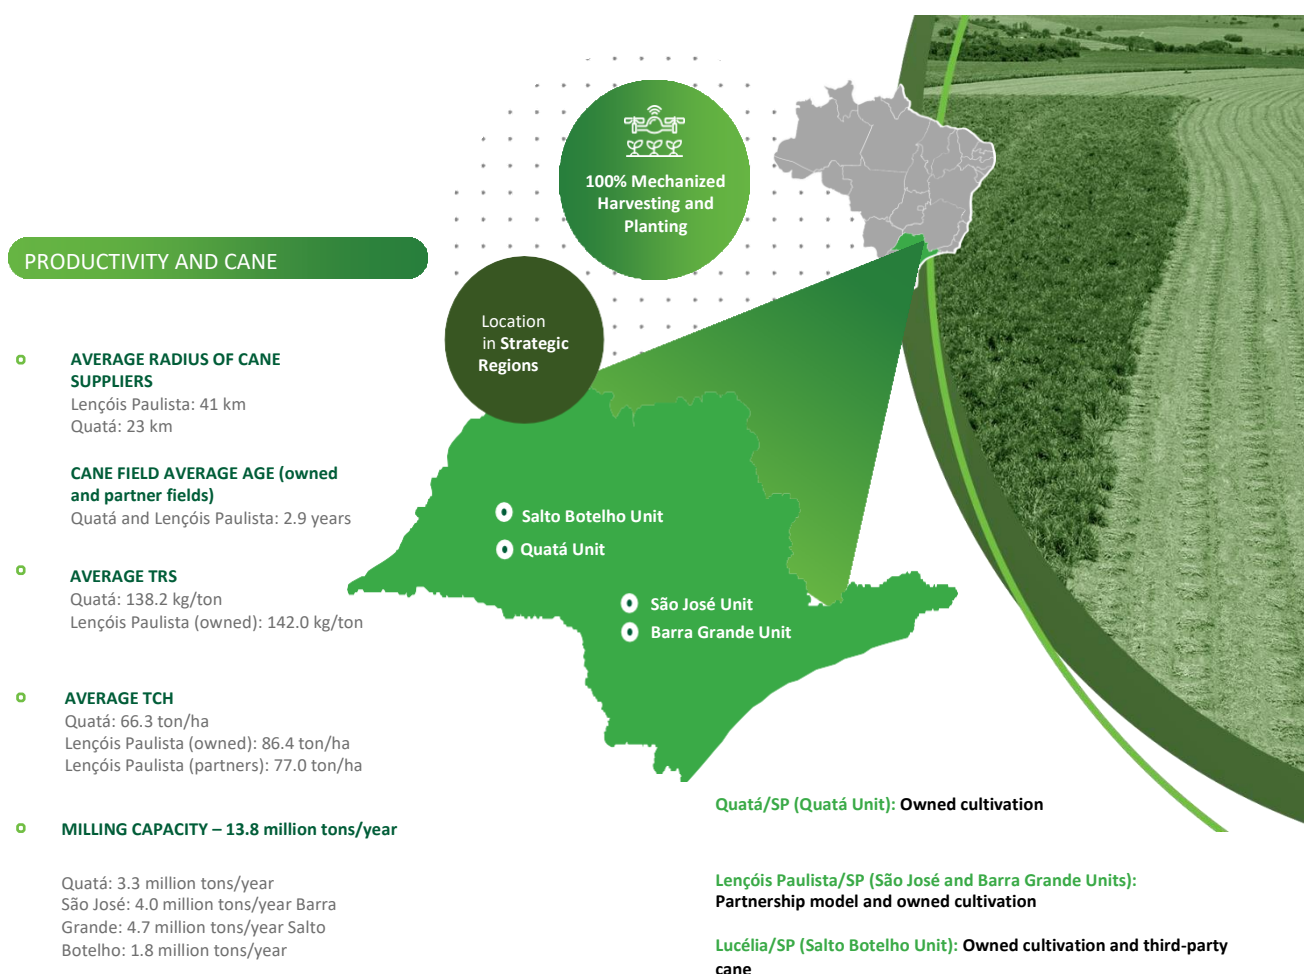 100% Mechanized
Harvesting and
Planting
PRODUCTIVITY AND CANE
Location
in Strategic
Regions
AVERAGE RADIUS OF CANE
SUPPLIERS
Lençóis Paulista: 41 km
Quatá: 23 km
CANE FIELD AVERAGE AGE (owned
and partner fields)
Quatá and Lençóis Paulista: 2.9 years
AVERAGE TRS
Quatá: 138.2 kg/ton
Lençóis Paulista (owned): 142.0 kg/ton
AVERAGE TCH
Quatá: 66.3 ton/ha
Lençóis Paulista (owned): 86.4 ton/ha
Lençóis Paulista (partners): 77.0 ton/ha
MILLING CAPACITY – 13.8 million tons/year
Quatá: 3.3 million tons/year
São José: 4.0 million tons/year Barra
Grande: 4.7 million tons/year Salto
Botelho: 1.8 million tons/year
Salto Botelho Unit
Quatá Unit
São José Unit
Barra Grande Unit
Quatá/SP (Quatá Unit): Owned cultivation
Lençóis Paulista/SP (São José and Barra Grande Units):
Partnership model and owned cultivation
Lucélia/SP (Salto Botelho Unit): Owned cultivation and third-party
cane